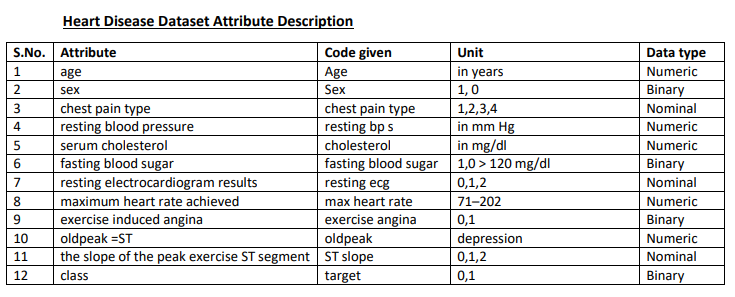 Heart Disease Dataset Attribute Description
S.No. Attribute Code given Unit Data type
1 age Age in years Numeric
2 sex Sex 1, 0 Binary
3 chest pain type chest pain type 1,2,3,4 Nominal
4 resting blood pressure resting bp s in mm Hg Numeric
5 serum cholesterol cholesterol in mg/dl Numeric
6 fasting blood sugar fasting blood sugar 1,0 > 120 mg/dl Binary
7 resting electrocardiogram results resting ecg 0,1,2 Nominal
8 maximum heart rate achieved max heart rate 71–202 Numeric
9 exercise induced angina exercise angina 0,1 Binary
10 oldpeak =ST oldpeak depression Numeric
11 the slope of the peak exercise ST segment ST slope 0,1,2 Nominal
12 class target 0,1 Binary